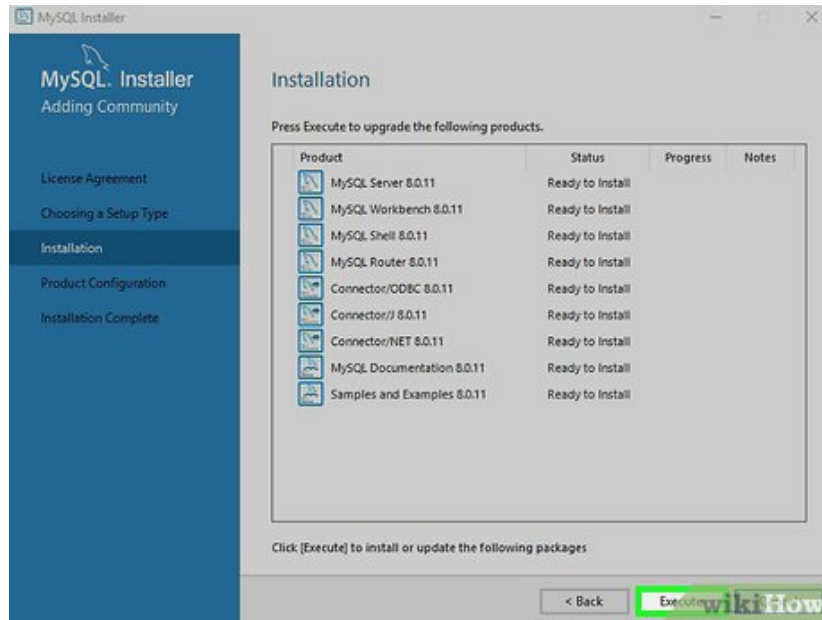 MySQL Installer
MySQL. Installer
Adding Community
License Agreement
Choosing a Setup Type
Installation
Product Configuration
Installation Complete
Installation
Press Execute to upgrade the following products.
Product Status Progress Notes
MySQL Server 8.0.11 Ready to Install
MySQL Workbench 8.0.11 Ready to Install
MySQL Shell 8.0.11 Ready to Install
MySQL Router 8.0.11 Ready to Install
Connector/ODBC 8.0.11 Ready to Install
Connector/J 8.0.11 Ready to Install
Connector/NET 8.0.11 Ready to Install
MySQL Documentation 8.0.11 Ready to Install
Samples and Examples 8.0.11 Ready to Install
Click [Execute] to install or update the following packages
< Back Execute
wikiHow